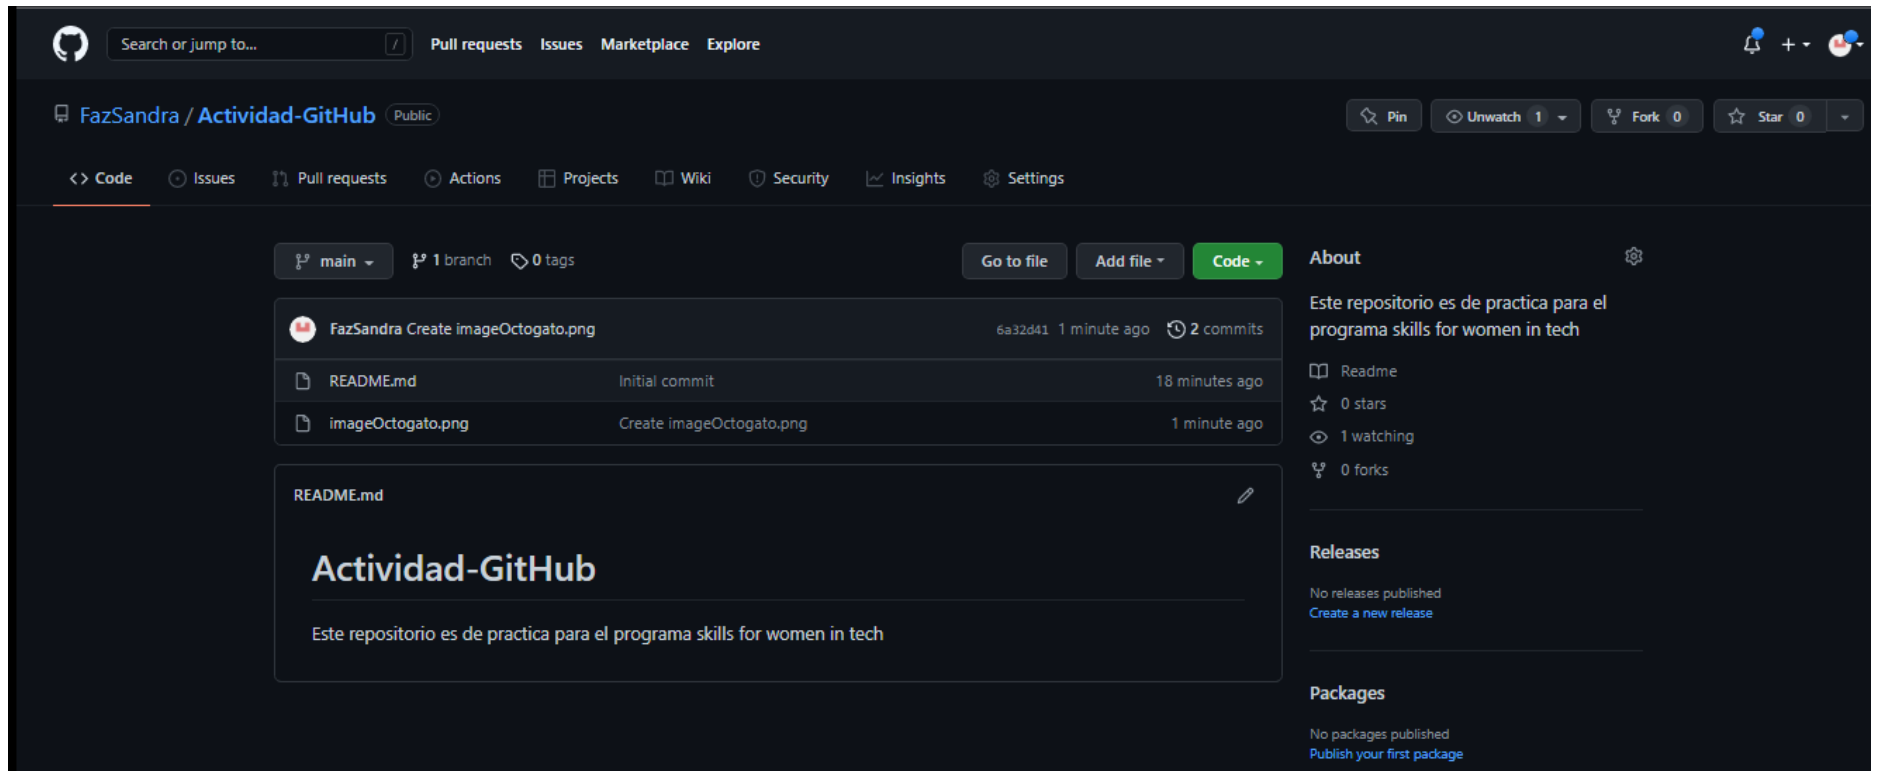 Search or jump to... / Pull requests Issues Marketplace Explore
FazSandra / Actividad-GitHub Public Pin Unwatch 1 Fork 0 Star 0
<> Code Issues Pull requests Actions Projects Wiki Security Insights Settings
main 1 branch 0 tags Go to file Add file Code
FazSandra Create imageOctogato.png 6a32d41 1 minute ago 2 commits
README.md Initial commit 18 minutes ago
imageOctogato.png Create imageOctogato.png 1 minute ago
README.md
Actividad-GitHub
Este repositorio es de practica para el programa skills for women in tech
About
Este repositorio es de practica para el
programa skills for women in tech
Readme
0 stars
1 watching
0 forks
Releases
No releases published
Create a new release
Packages
No packages published
Publish your first package